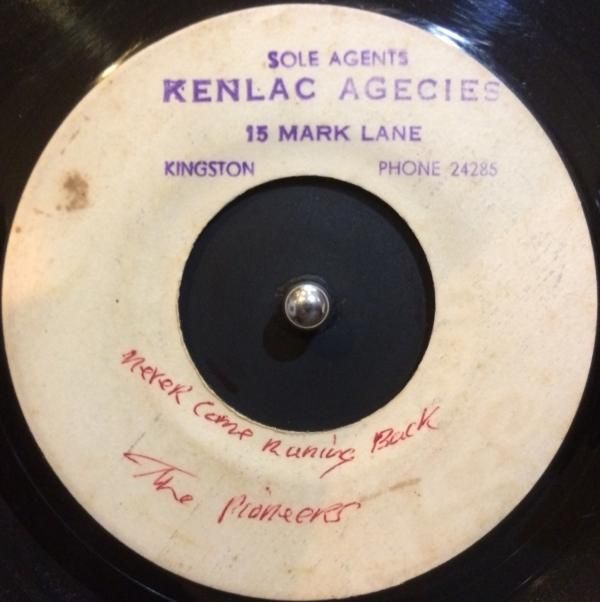 SOLE AGENTS
KENLAC AGECIES
15 MARK LANE
KINGSTON PHONE 24285
Never Come Runing Back
The Pioneers